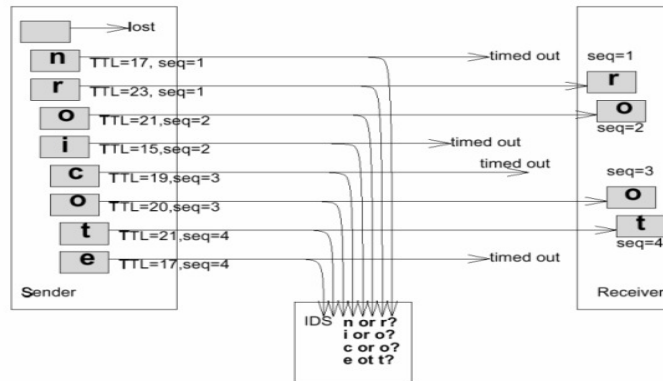 lost
n TTL=17, seq=1 timed out seq=1
r TTL=23, seq=1 r
o TTL=21,seq=2 o
seq=2
i TTL=15,seq=2 timed out
c TTL=19,seq=3 timed out seq=3
o TTL=20,seq=3 o
t TTL=21,seq=4 t
seq=4
e TTL=17,seq=4 timed out
Sender IDS Receiver
n or r?
i or o?
c or o?
e ot t?